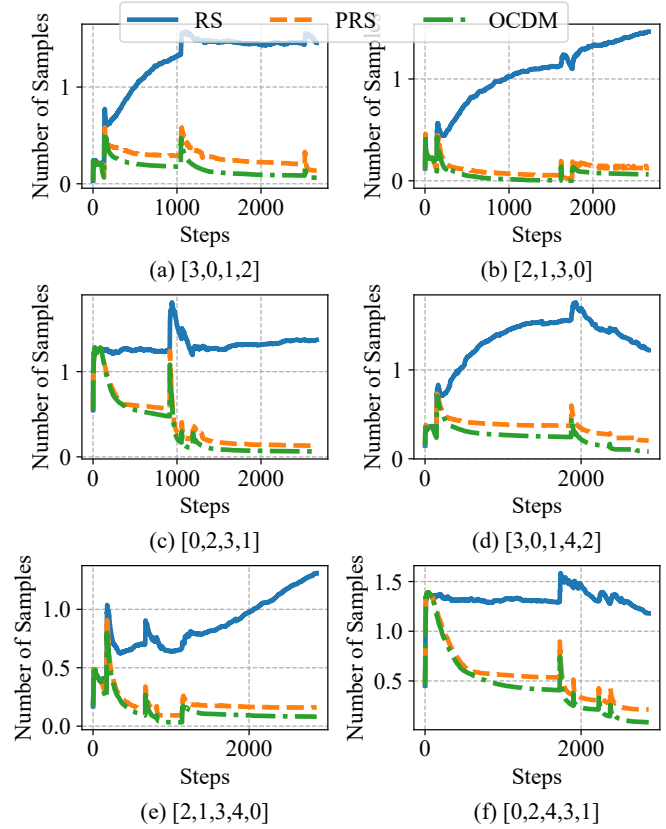 RS PRS OCDM
Number of Samples
1
0
0 1000 2000
Steps
(a) [3,0,1,2]
Number of Samples
1
0
0 2000
Steps
(b) [2,1,3,0]
Number of Samples
1
0
0 1000 2000
Steps
(c) [0,2,3,1]
Number of Samples
1
0
0 2000
Steps
(d) [3,0,1,4,2]
Number of Samples
1.0
0.5
0.0
0 2000
Steps
(e) [2,1,3,4,0]
Number of Samples
1.5
1.0
0.5
0 2000
Steps
(f) [0,2,4,3,1]